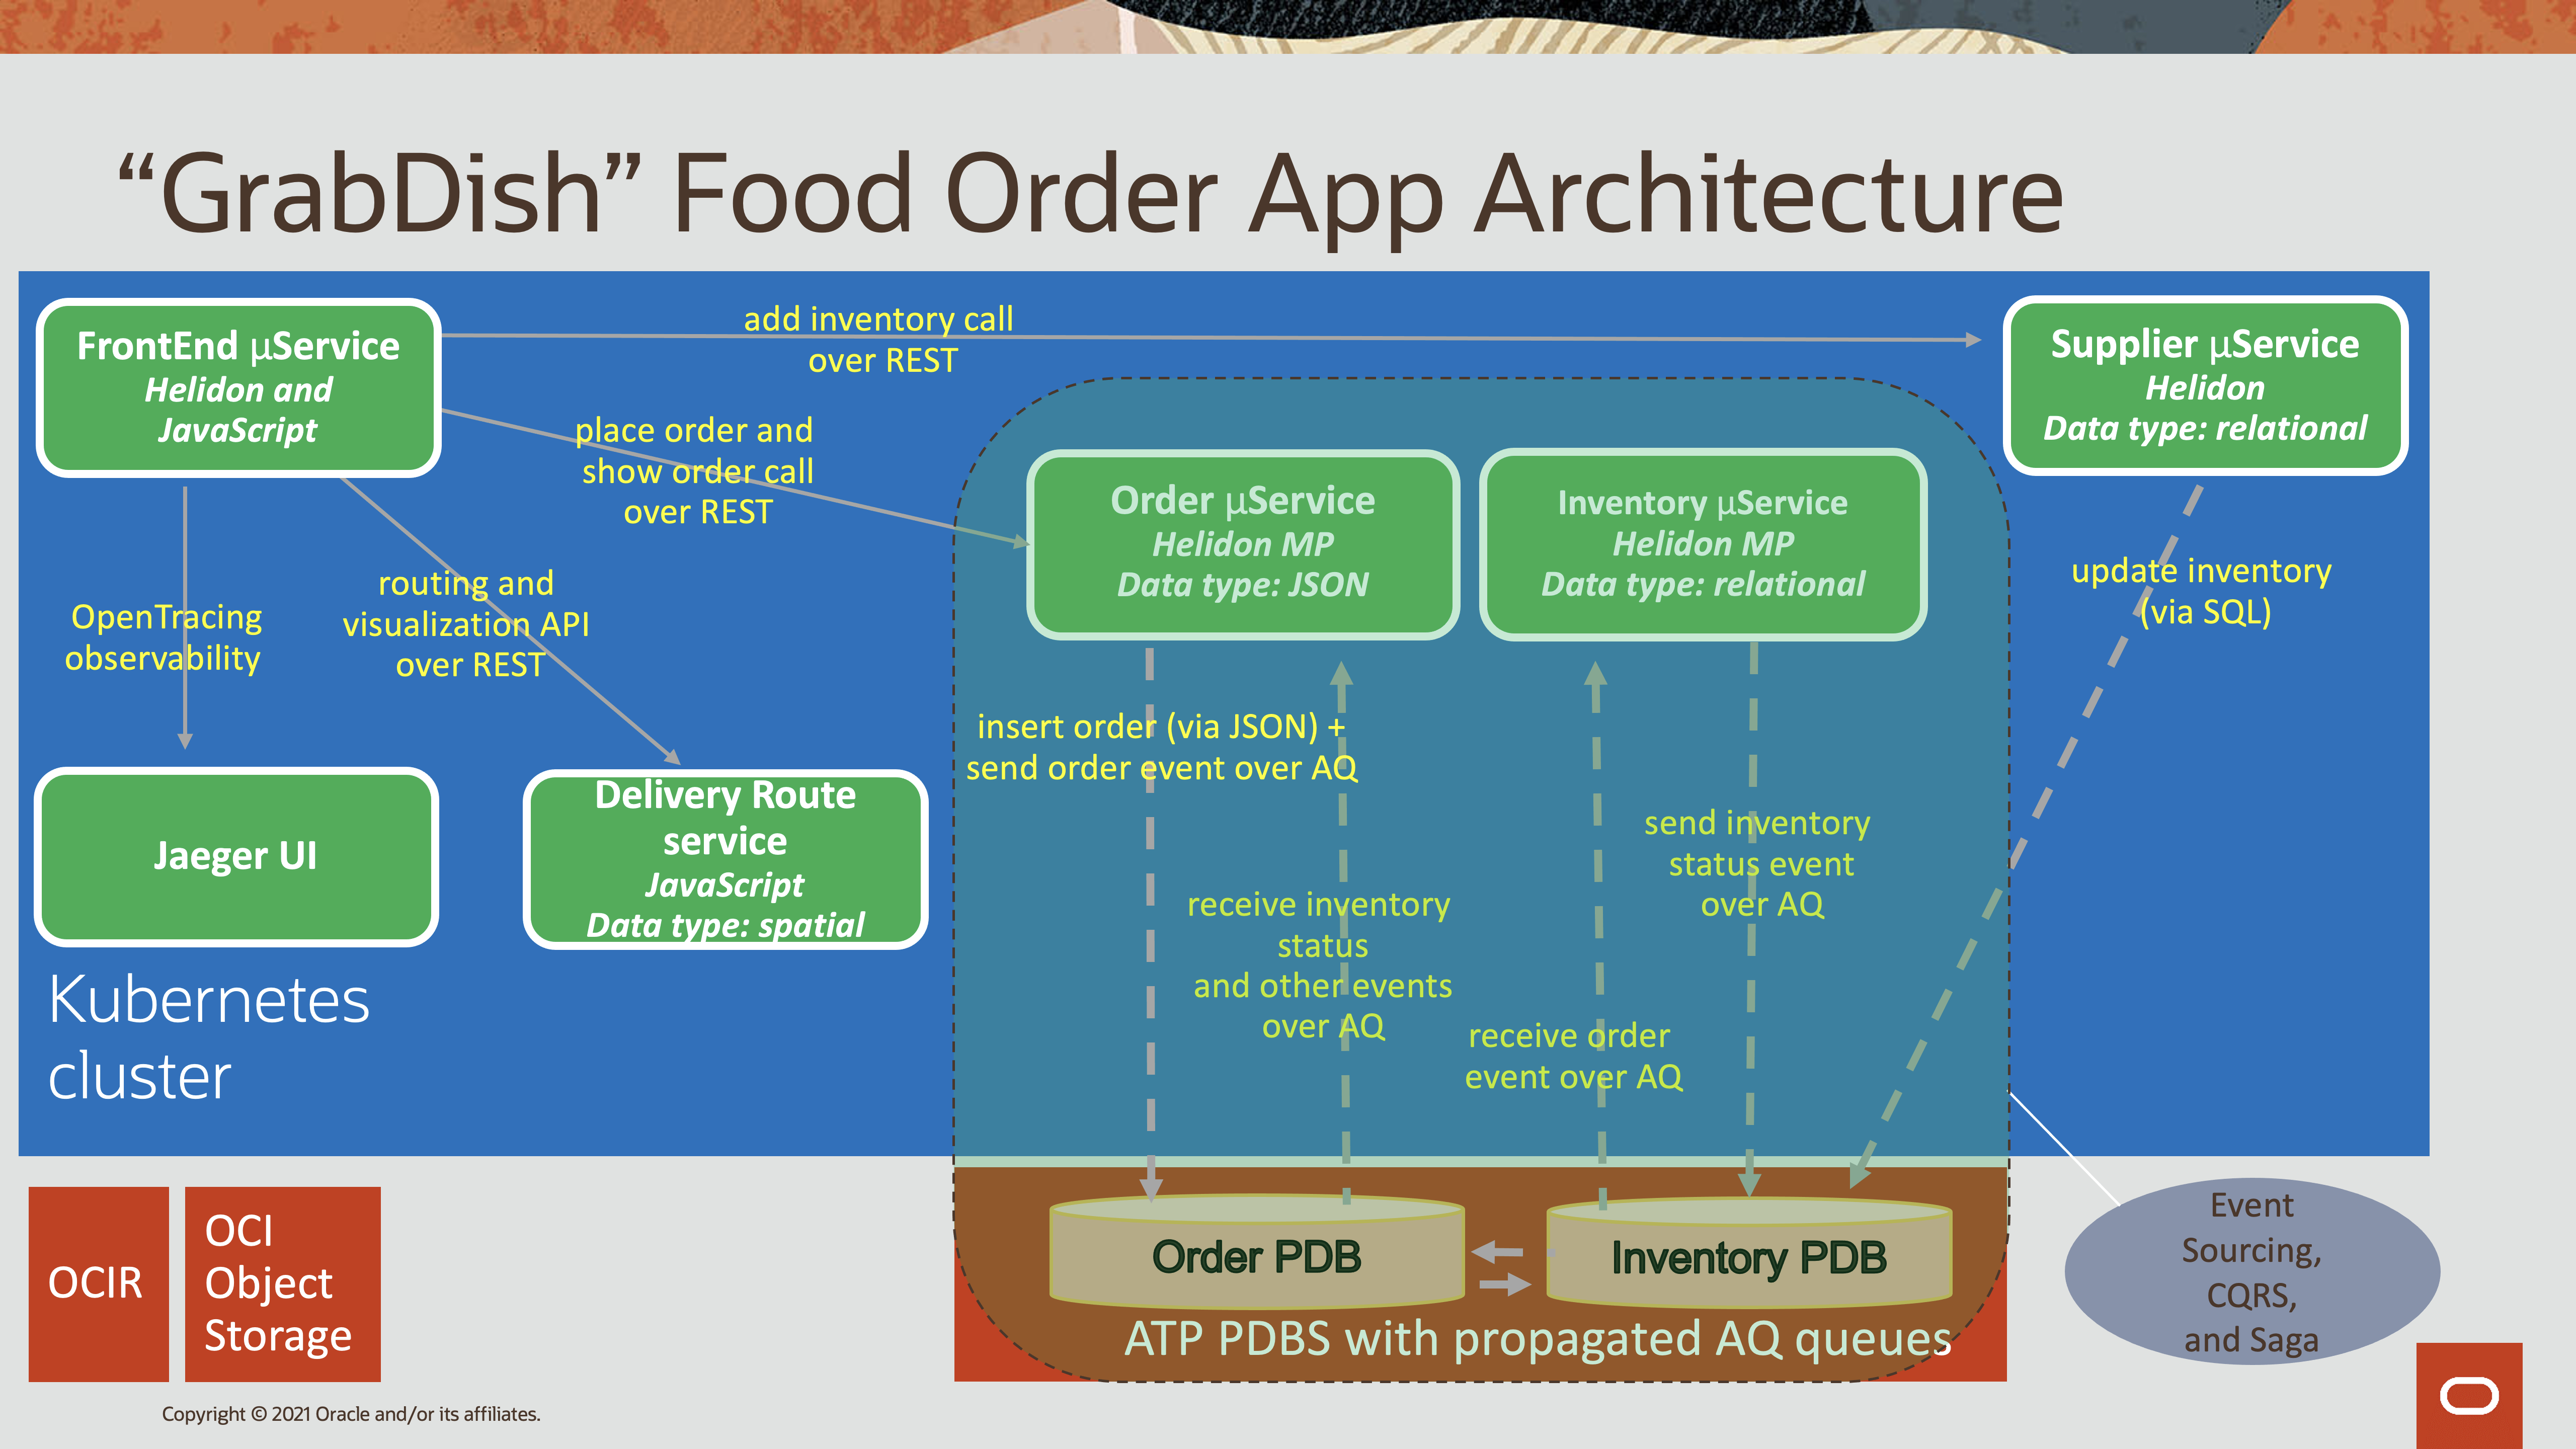 “GrabDish” Food Order App Architecture
FrontEnd µService
Helidon and
JavaScript
add inventory call
over REST
Supplier µService
Helidon
Data type: relational
place order and
show order call
over REST
Order µService
Helidon MP
Data type: JSON
Inventory µService
Helidon MP
Data type: relational
OpenTracing
observability
routing and
visualization API
over REST
update inventory
(via SQL)
insert order (via JSON) +
send order event over AQ
send inventory
status event
over AQ
receive inventory
status
and other events
over AQ
receive order
event over AQ
Jaeger UI
Delivery Route
service
JavaScript
Data type: spatial
Kubernetes
cluster
OCIR
OCI
Object
Storage
Order PDB
Inventory PDB
ATP PDBS with propagated AQ queues
Event
Sourcing,
CQRS,
and Saga
Copyright © 2021 Oracle and/or its affiliates.